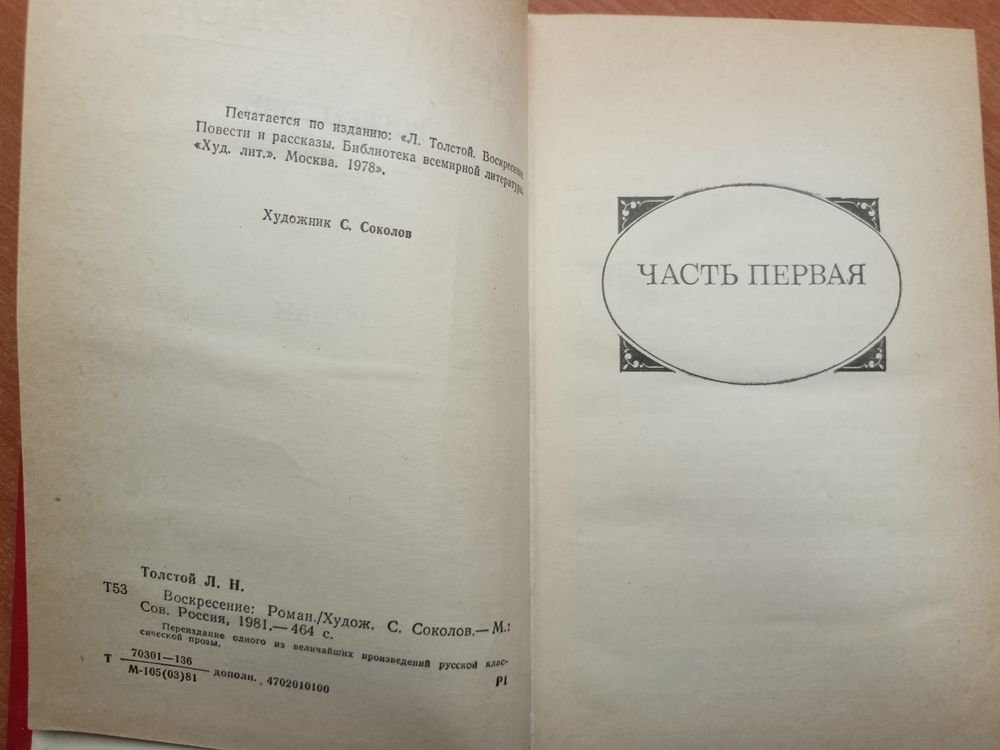 Печатается по изданию: «Л. Толстой. Воскресение.
Повести и рассказы. Библиотека всемирной литературы.
«Худ. лит.». Москва. 1978».
Художник С. Соколов
Толстой Л. Н.
Т53
Воскресение: Роман./Худож. С. Соколов.— М.:
Сов. Россия, 1981.— 464 с.
Переиздание одного из величайших произведений русской клас-
сической прозы.
Т 70301—136
М-105(03)81 дополн. , 4702010100
Р1
ЧАСТЬ ПЕРВАЯ